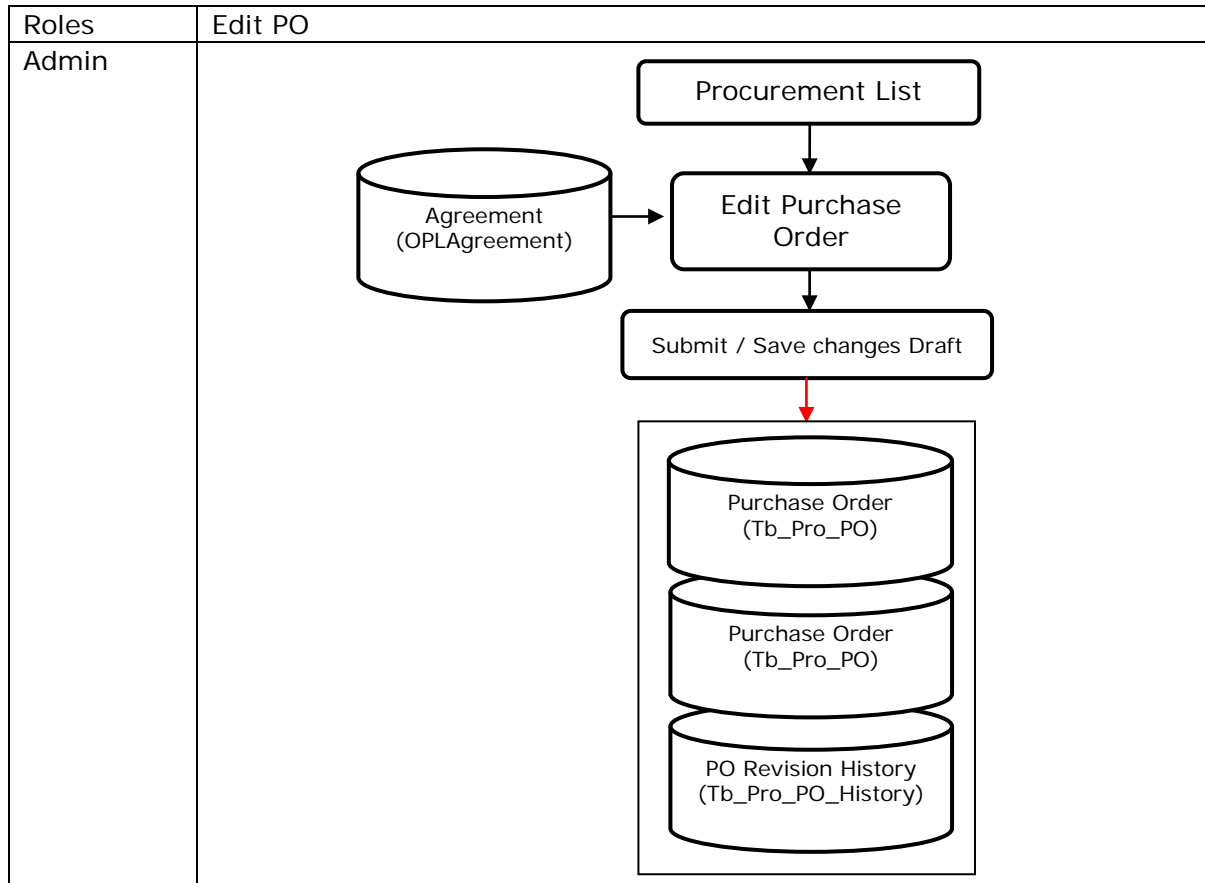 Roles
Edit PO
Admin
Procurement List
Agreement
(OPLAgreement)
Edit Purchase
Order
Submit / Save changes Draft
Purchase Order
(Tb_Pro_PO)
Purchase Order
(Tb_Pro_PO)
PO Revision History
(Tb_Pro_PO_History)